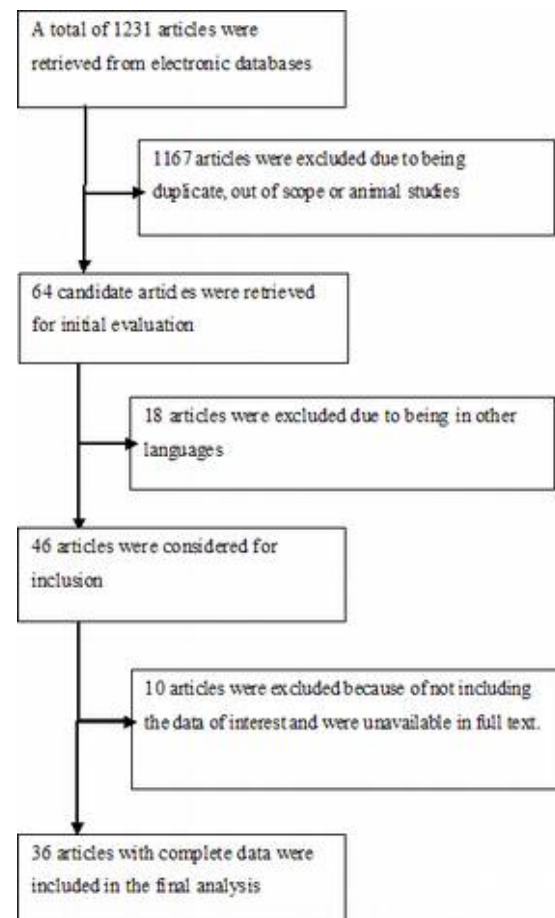 A total of 1231 articles were
retrieved from electronic databases
1167 articles were excluded due to being
duplicate, out of scope or animal studies
64 candidate articles were retrieved
for initial evaluation
18 articles were excluded due to being in other
languages
46 articles were considered for
inclusion
10 articles were excluded because of not including
the data of interest and were unavailable in full text.
36 articles with complete data were
included in the final analysis